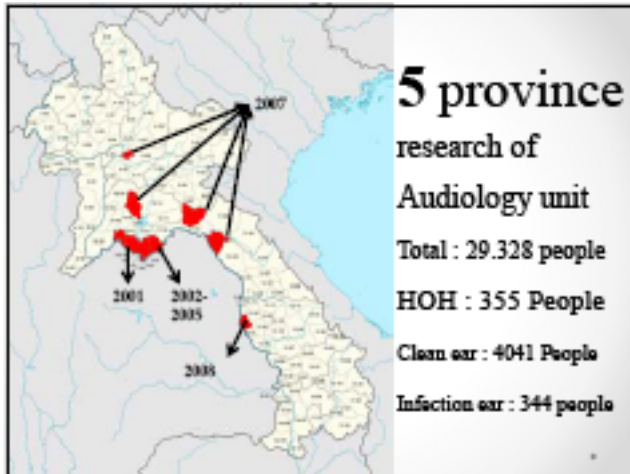 2007
2001
2002-
2005
2008
5 province
research of
Audiology unit
Total : 29.328 people
HOH : 355 People
Clean ear : 4041 People
Infection ear : 344 people